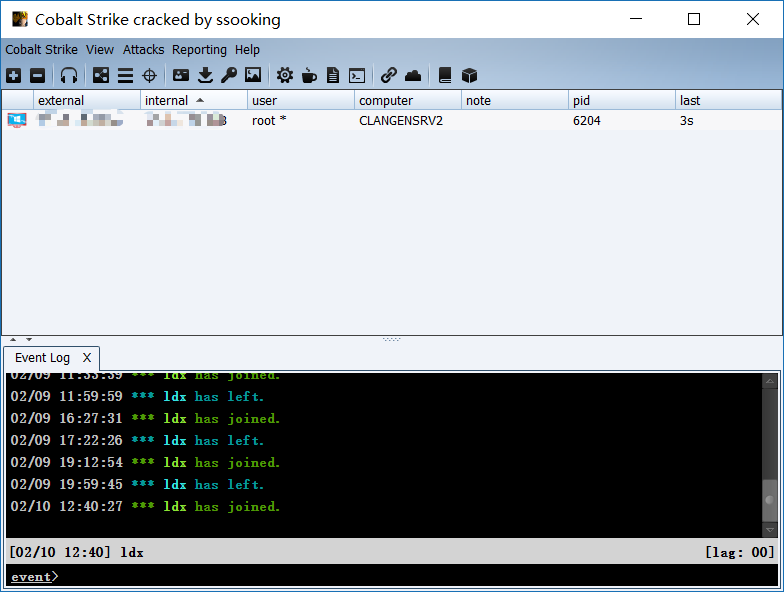 Cobalt Strike cracked by ssooking
Cobalt Strike View Attacks Reporting Help
external internal user computer note pid last
root * CLANGENSRV2 6204 3s
Event Log X
02/09 11:53:59 *** ldx has joined.
02/09 11:59:59 *** ldx has left.
02/09 16:27:31 *** ldx has joined.
02/09 17:22:26 *** ldx has left.
02/09 19:12:54 *** ldx has joined.
02/09 19:59:45 *** ldx has left.
02/10 12:40:27 *** ldx has joined.
[02/10 12:40] ldx [lag: 00]
event>